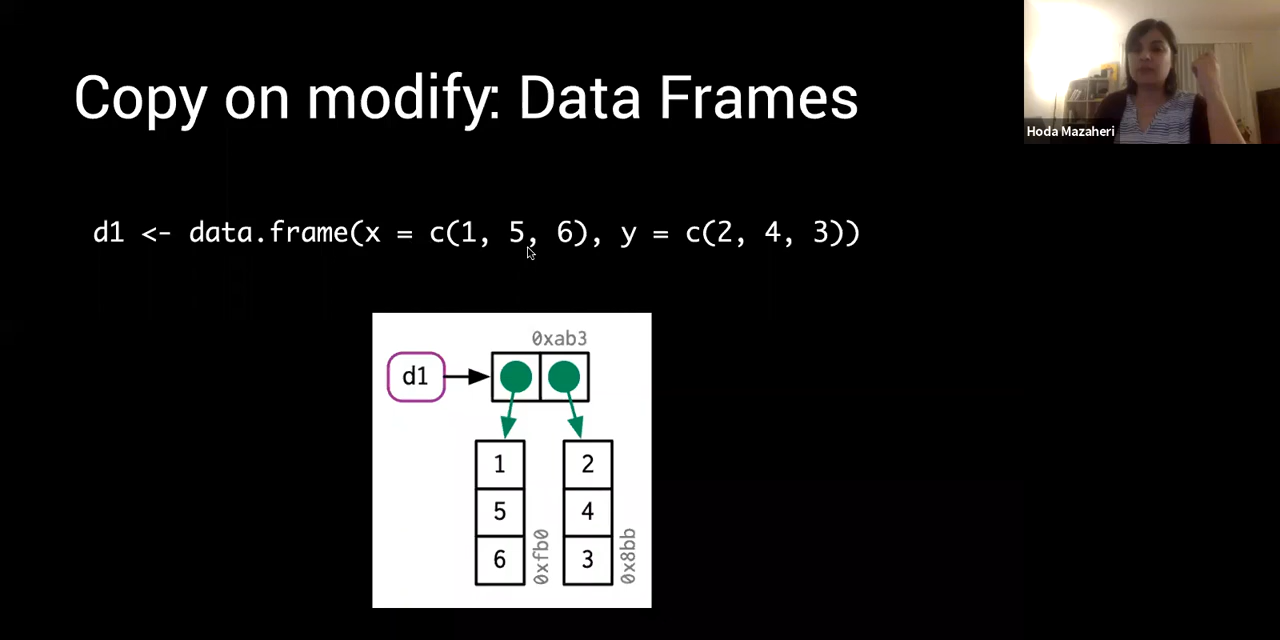 Copy on modify: Data Frames
Hoda Mazaheri
d1 <- data.frame(x = c(1, 5, 6), y = c(2, 4, 3))
0xab3
d1
1 2
5 4
6 3
0xfb0 0x8bb